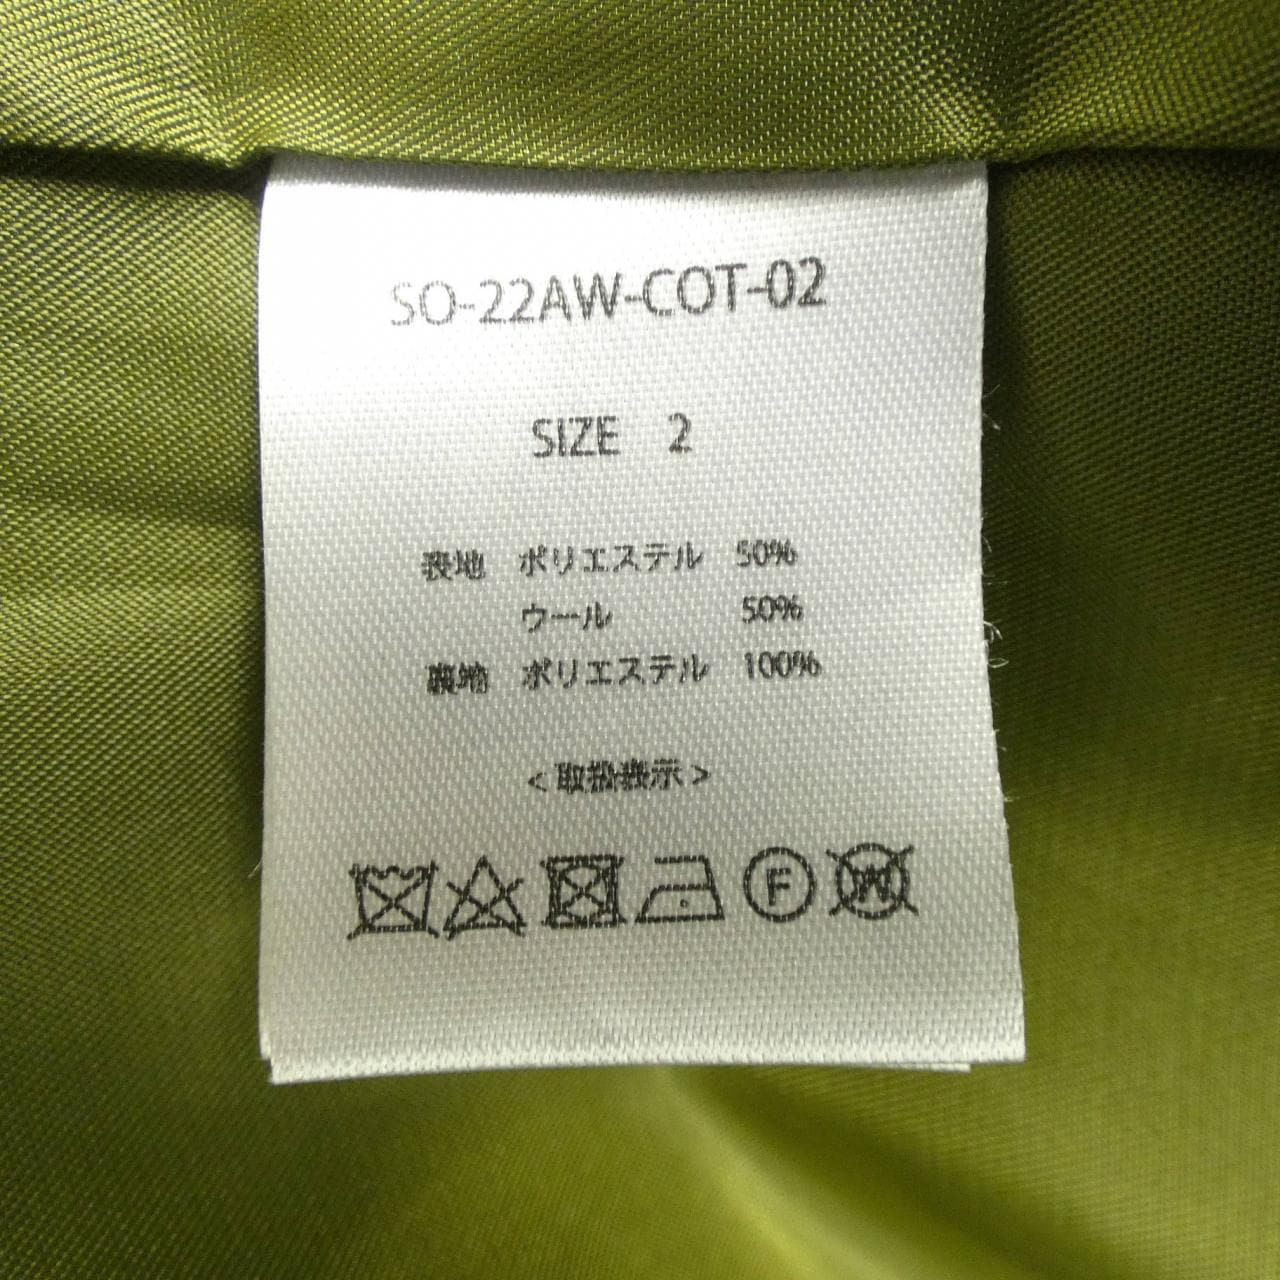 SO-22AW-COT-02
SIZE 2
表地 ポリエステル 50%
ウール 50%
裏地 ポリエステル 100%
<取扱表示>
F W